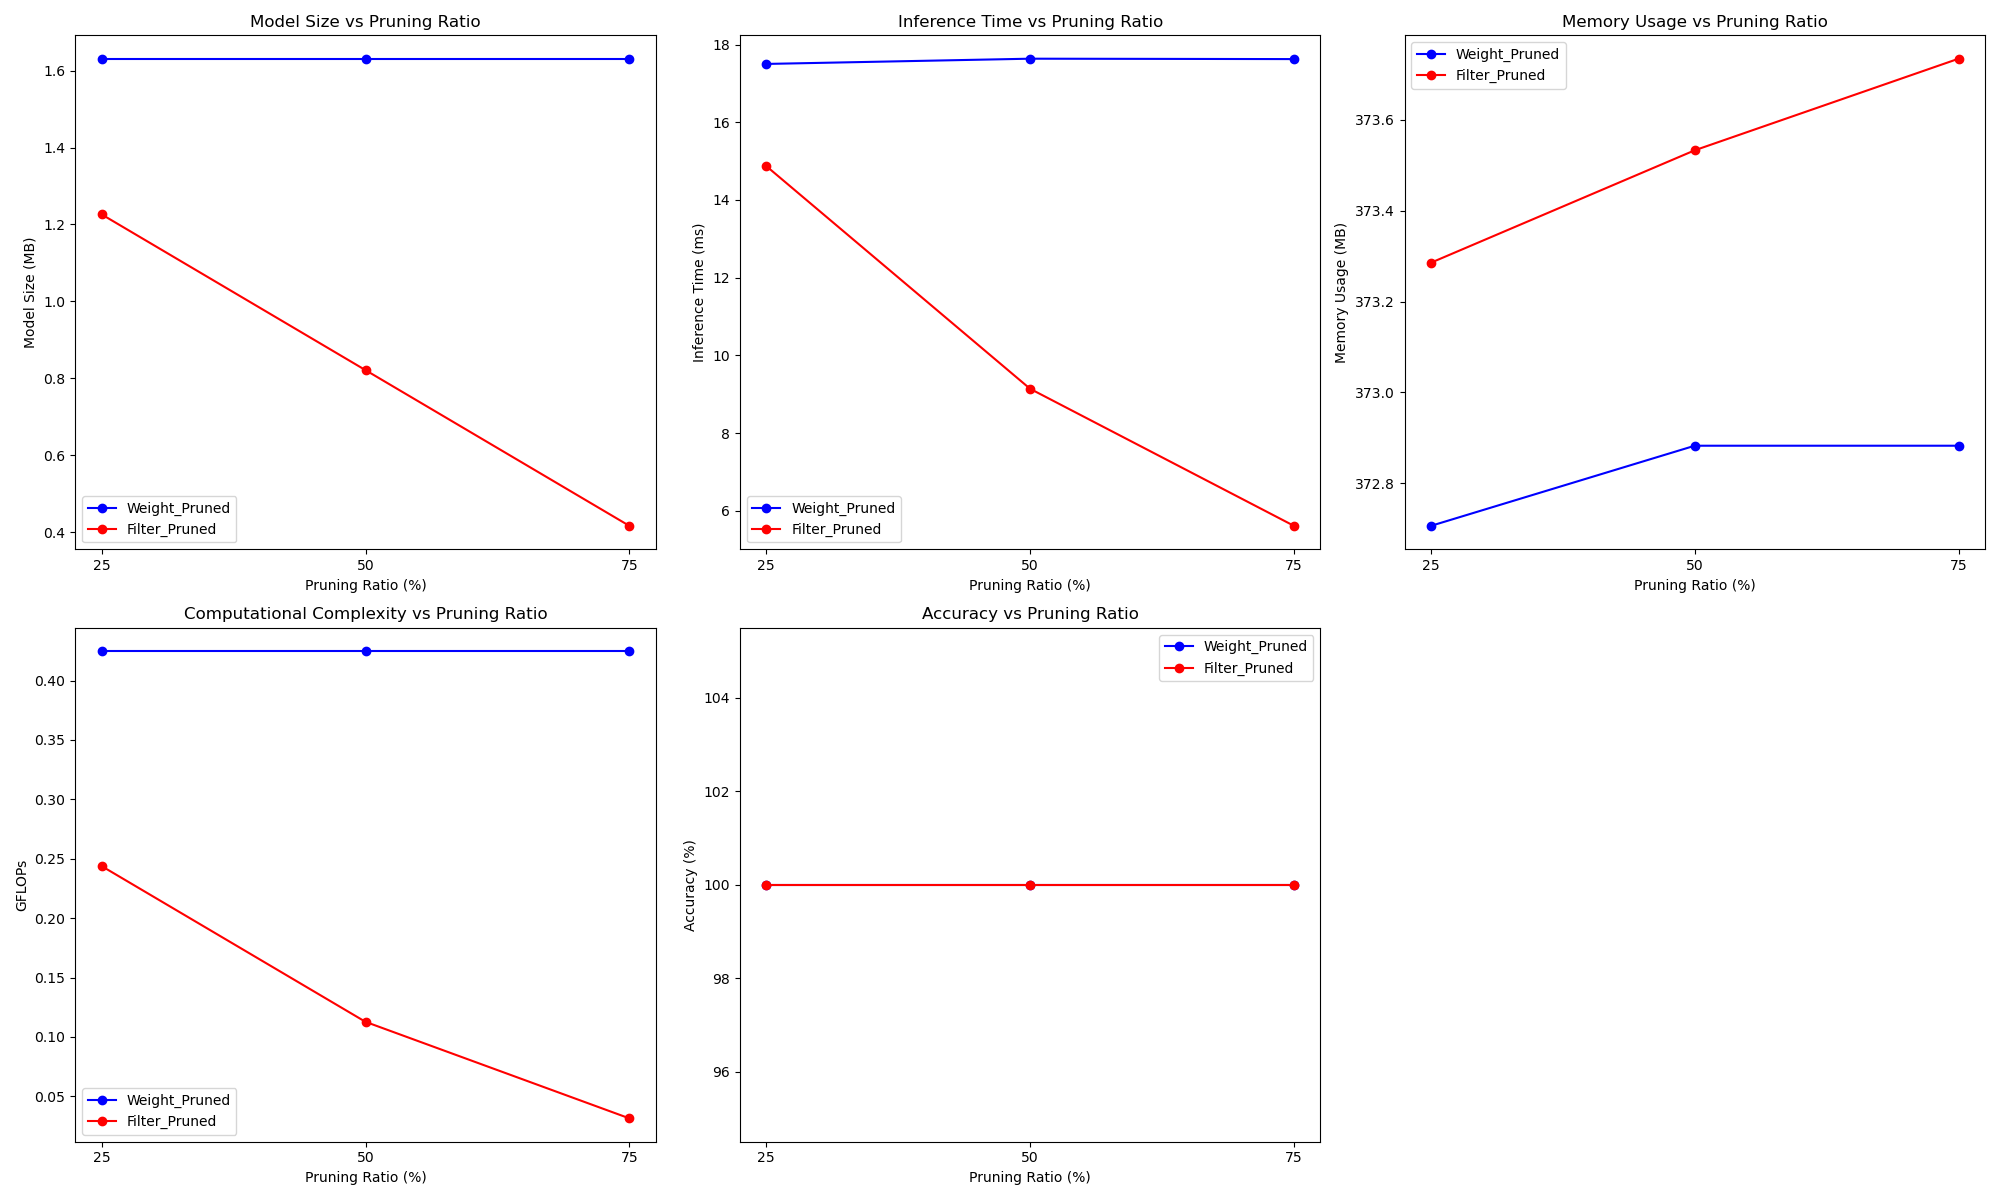 Model Size vs Pruning Ratio
Model Size (MB)
1.6
1.4
1.2
1.0
0.8
0.6
0.4
Weight_Pruned
Filter_Pruned
25 50 75
Pruning Ratio (%)
Inference Time vs Pruning Ratio
Inference Time (ms)
18
16
14
12
10
8
6
Weight_Pruned
Filter_Pruned
25 50 75
Pruning Ratio (%)
Memory Usage vs Pruning Ratio
Weight_Pruned
Filter_Pruned
Memory Usage (MB)
373.6
373.4
373.2
373.0
372.8
25 50 75
Pruning Ratio (%)
Computational Complexity vs Pruning Ratio
GFLOPs
0.40
0.35
0.30
0.25
0.20
0.15
0.10
0.05
Weight_Pruned
Filter_Pruned
25 50 75
Pruning Ratio (%)
Accuracy vs Pruning Ratio
Weight_Pruned
Filter_Pruned
Accuracy (%)
104
102
100
98
96
25 50 75
Pruning Ratio (%)